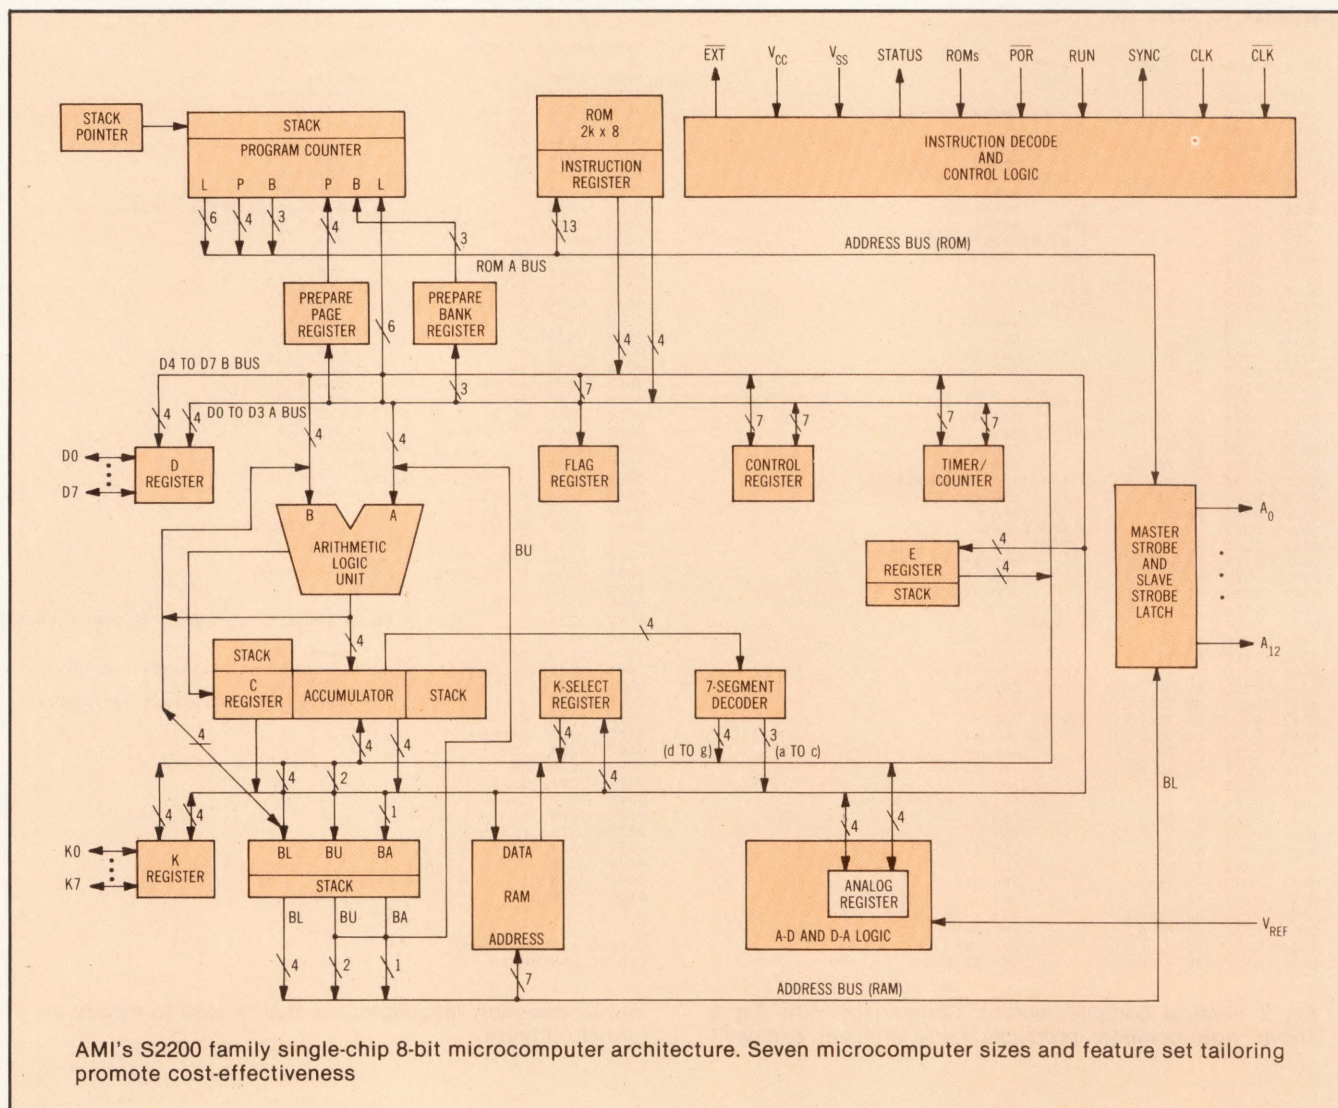 EXT VCC VSS STATUS ROMs POR RUN SYNC CLK CLK
STACK
POINTER
STACK
PROGRAM COUNTER
L P B P B L
6 4 3 4 3
ROM
2k x 8
INSTRUCTION
REGISTER
13
INSTRUCTION DECODE
AND
CONTROL LOGIC
ADDRESS BUS (ROM)
ROM A BUS
PREPARE
PAGE
REGISTER
6
PREPARE
BANK
REGISTER
4 4
D4 TO D7 B BUS
3 7
D0 TO D3 A BUS
4 4
4 4
7 7
7 7
D0
D7
D
REGISTER
FLAG
REGISTER
CONTROL
REGISTER
TIMER/
COUNTER
B A
ARITHMETIC
LOGIC
UNIT
BU
E
REGISTER
STACK
4
4
MASTER
STROBE
AND
SLAVE
STROBE
LATCH
A0
A12
4
4
STACK
C
REGISTER
ACCUMULATOR
STACK
K-SELECT
REGISTER
7-SEGMENT
DECODER
4
4 4
4 4
4 3
(d TO g) (a TO c)
4 2 1
BL
4 4
4 4
K0
K7
K
REGISTER
BL BU BA
STACK
BL BU BA
4 2 1
DATA
RAM
ADDRESS
7
ANALOG
REGISTER
A-D AND D-A LOGIC
VREF
ADDRESS BUS (RAM)
AMI's S2200 family single-chip 8-bit microcomputer architecture. Seven microcomputer sizes and feature set tailoring
promote cost-effectiveness